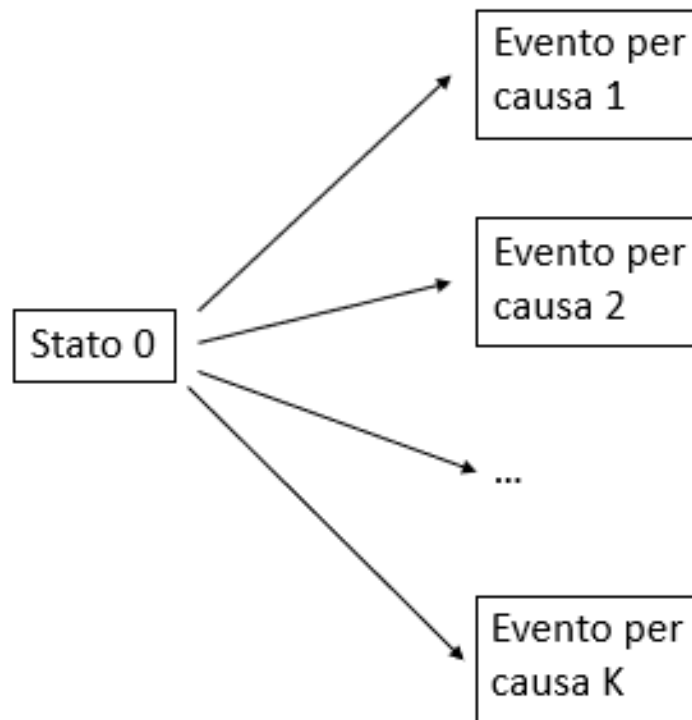 Evento per
causa 1
Evento per
causa 2
Stato 0
...
Evento per
causa K